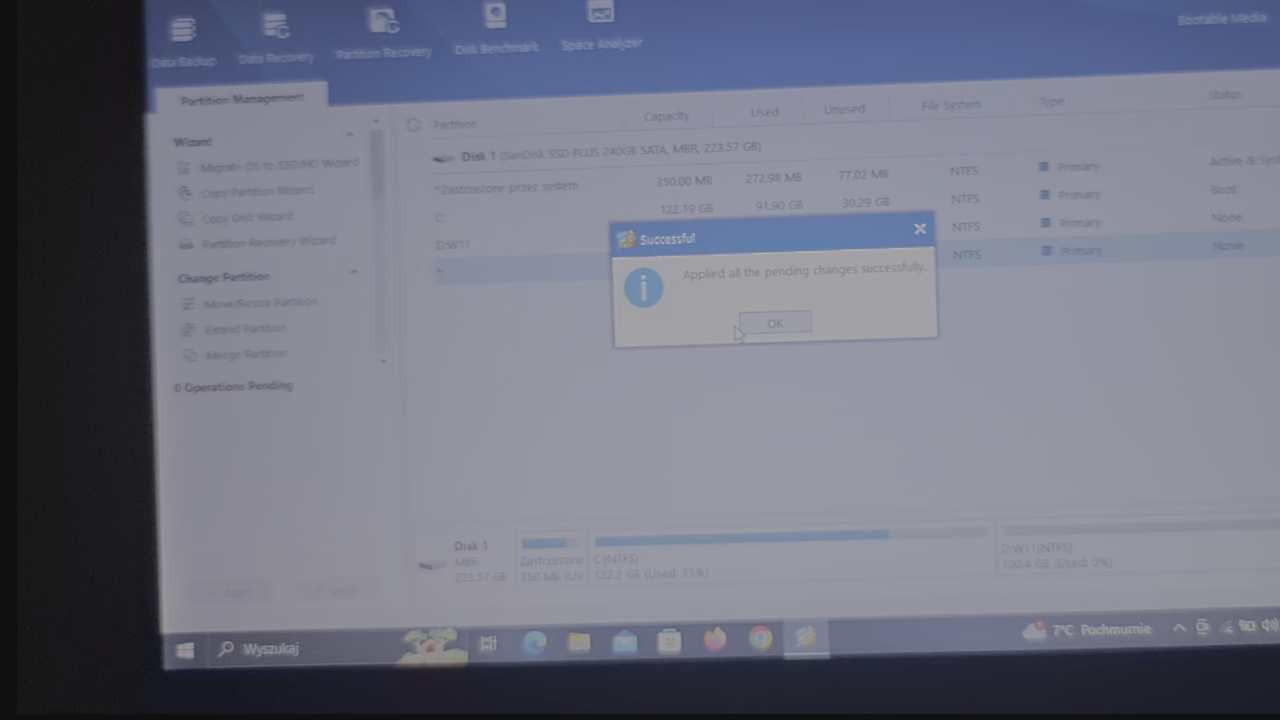 Data Backup Data Recovery Partition Recovery Disk Benchmark Space Analyzer Bootable Media
Partition Management
Partition Capacity Used Unused File System Type Status
Wizard
Disk 1 (SanDisk SSD PLUS 240GB SATA, MBR, 223.57 GB)
Migrate OS to SSD/HD Wizard
*:Zastrzeżone przez system 350.00 MB 272.98 MB 77.02 MB NTFS Primary Active & Sys
Copy Partition Wizard
C: 122.19 GB 91.90 GB 30.29 GB NTFS Primary Boot
Copy Disk Wizard
D:W11 NTFS Primary None
Partition Recovery Wizard
NTFS Primary None
Successful
Applied all the pending changes successfully.
OK
Change Partition
Move/Resize Partition
Extend Partition
Merge Partition
0 Operations Pending
Disk 1
MBR
223.57 GB
Zastrzeżone
350 MB (Us
C:(NTFS)
122.2 GB (Used: 75%)
D:W11(NTFS)
100.4 GB (Used: 0%)
Wyszukaj 7°C Pochmurnie